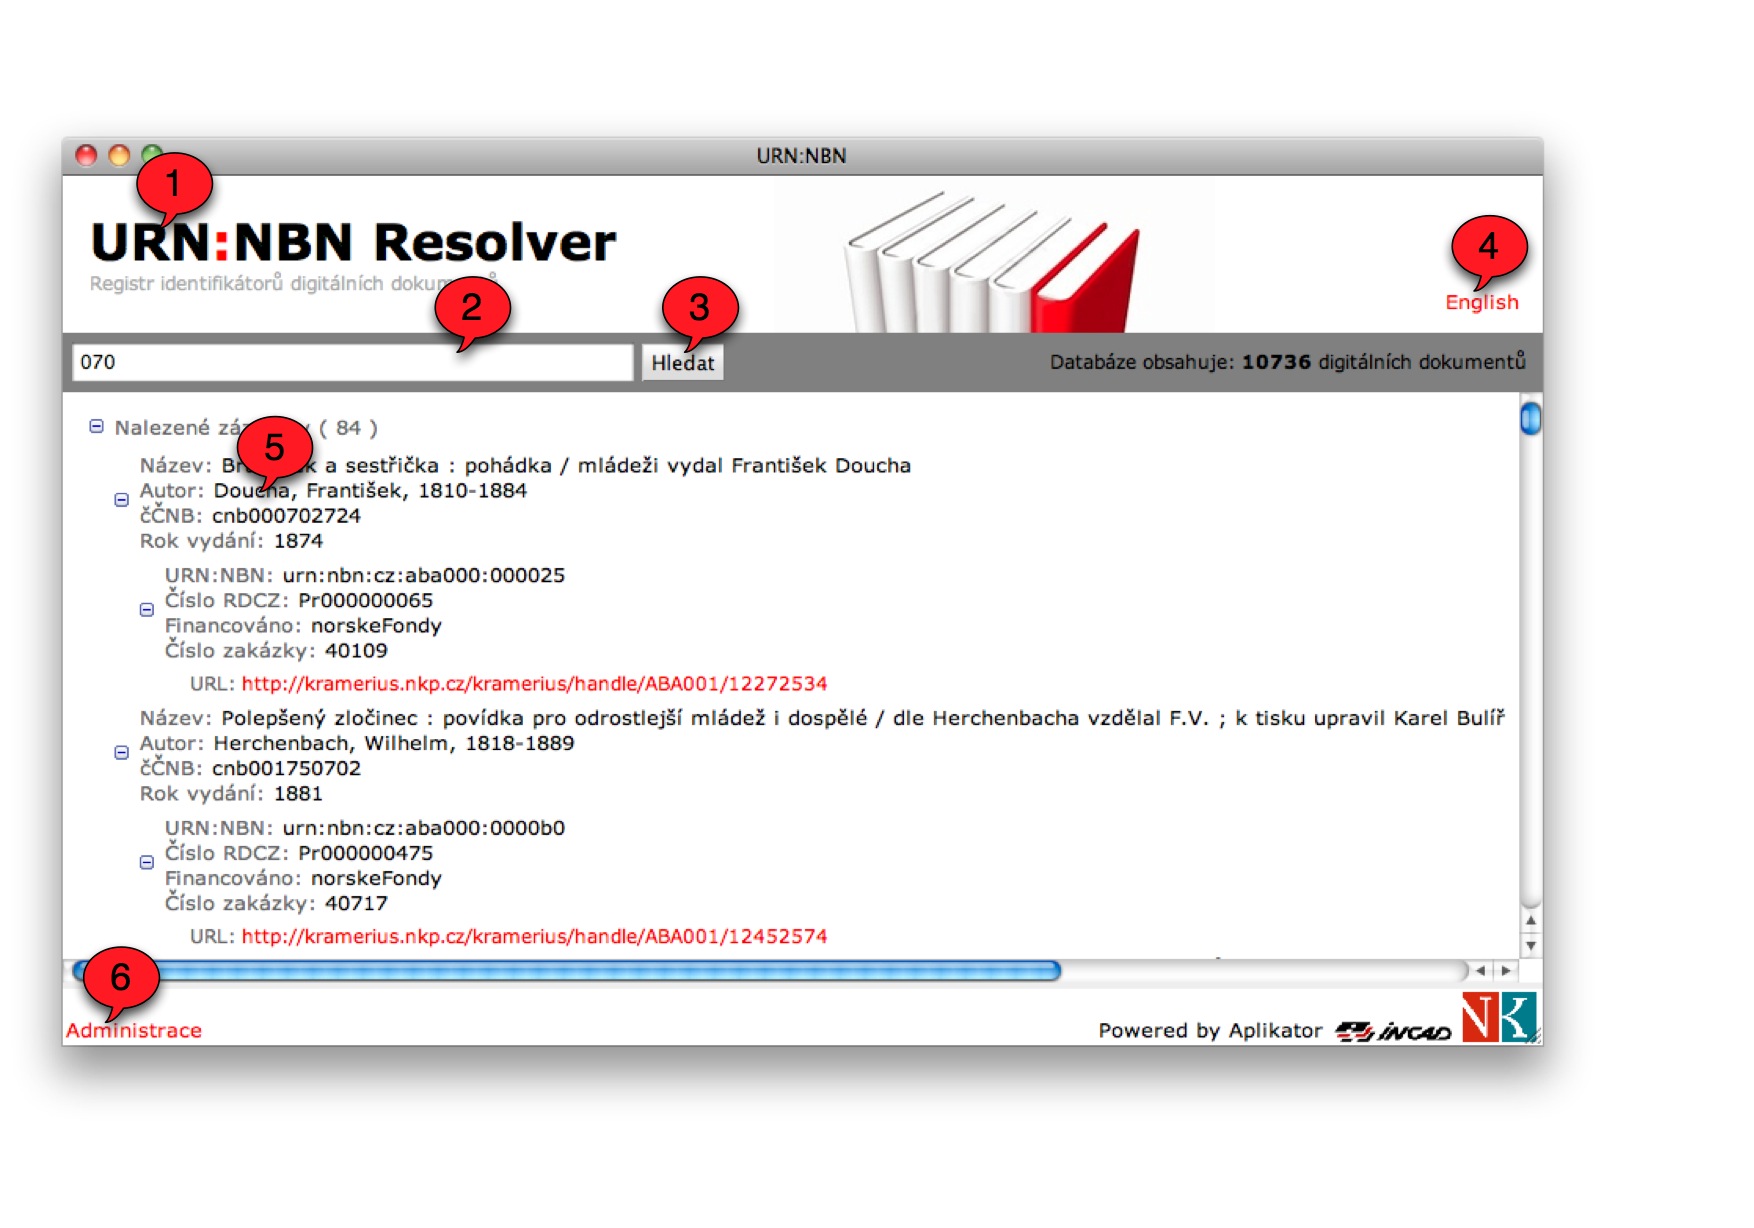 URN:NBN
1
URN:NBN Resolver
Registr identifikátorů digitálních
4
English
2
3
070
Hledat
Databáze obsahuje: 10736 digitálních dokumentů
Nalezené ( 84 )
5
Název: a sestřička : pohádka / mládeži vydal František Doucha
Autor: Doucha, František, 1810-1884
čČNB: cnb000702724
Rok vydání: 1874
URN:NBN: urn:nbn:cz:aba000:000025
Číslo RDCZ: Pr000000065
Financováno: norskeFondy
Číslo zakázky: 40109
URL: http://kramerius.nkp.cz/kramerius/handle/ABA001/12272534
Název: Polepšený zločinec : povídka pro odrostlejší mládež i dospělé / dle Herchenbacha vzdělal F.V. ; k tisku upravil Karel Bulíř
Autor: Herchenbach, Wilhelm, 1818-1889
čČNB: cnb001750702
Rok vydání: 1881
URN:NBN: urn:nbn:cz:aba000:0000b0
Číslo RDCZ: Pr000000475
Financováno: norskeFondy
Číslo zakázky: 40717
URL: http://kramerius.nkp.cz/kramerius/handle/ABA001/12452574
6
Administrace
Powered by Aplikator INCAD NK